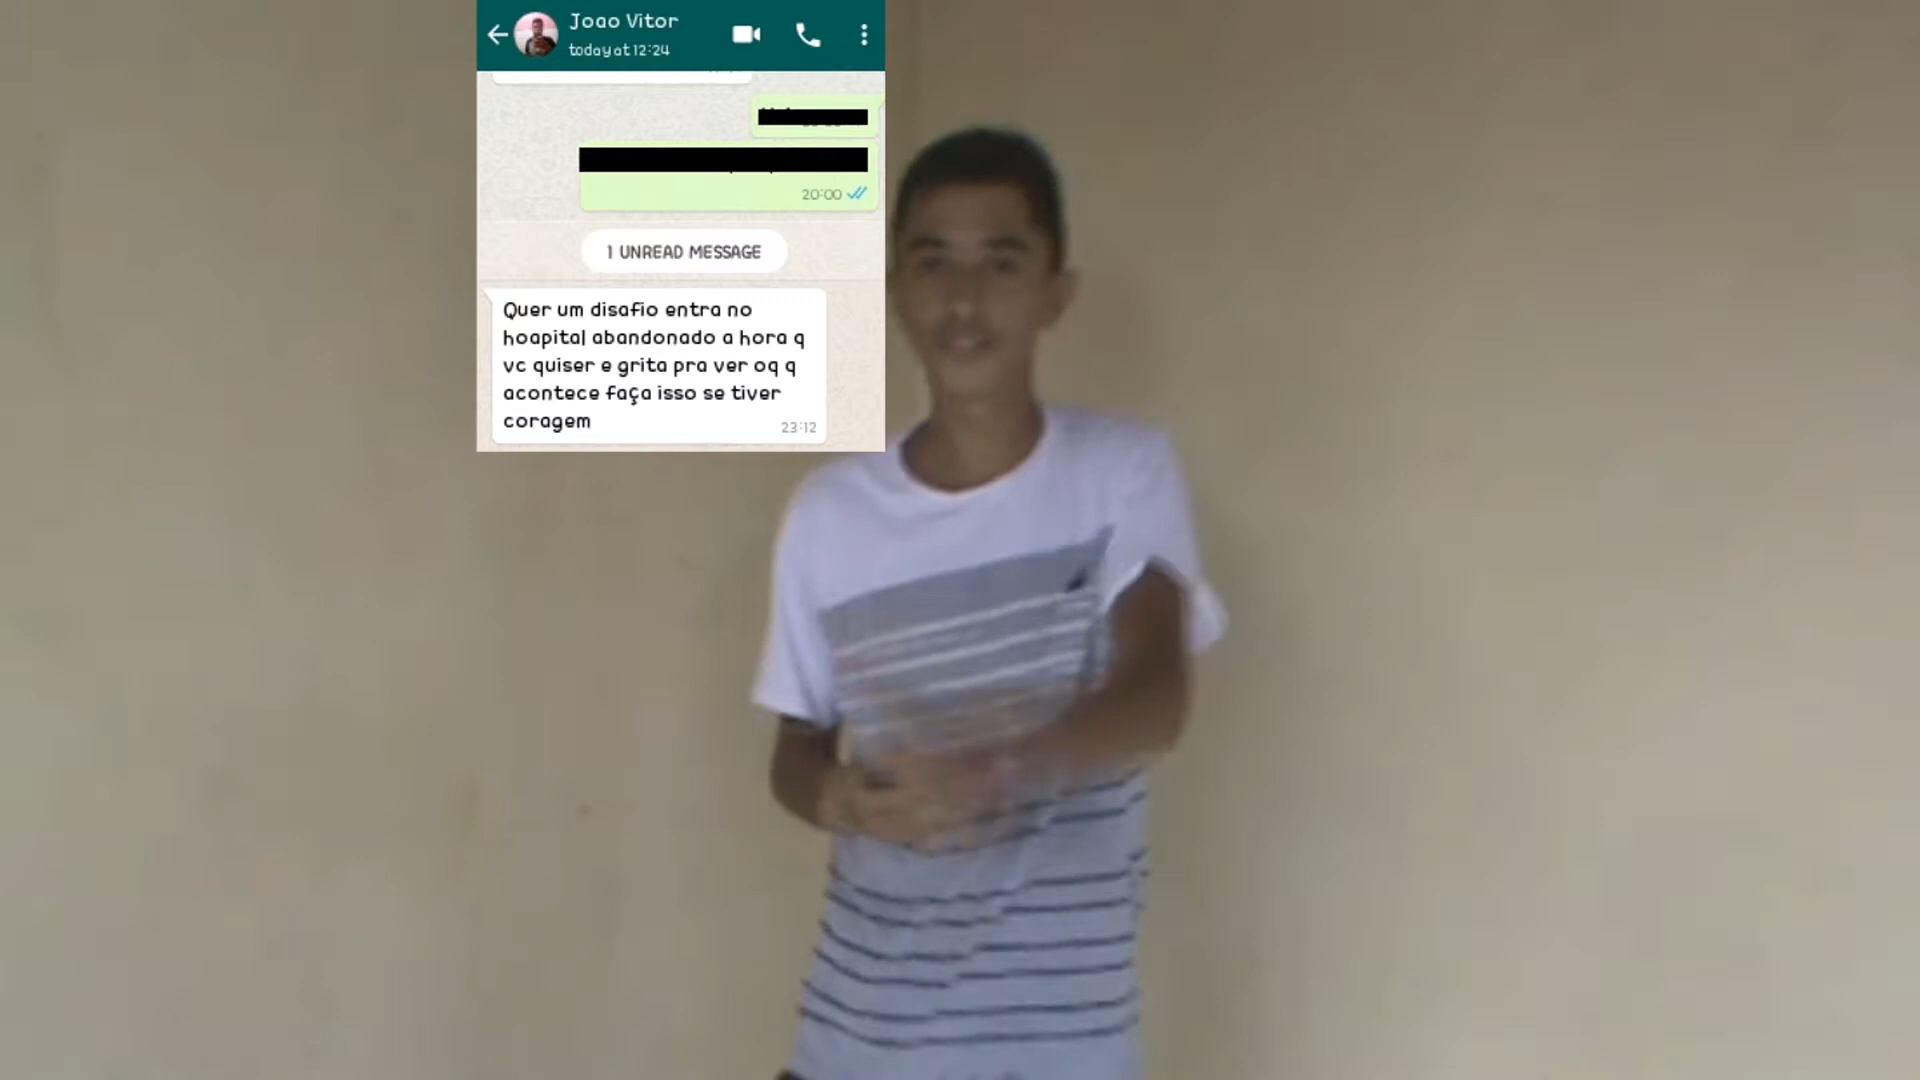 Joao Vitor
today at 12:24
20:00
1 UNREAD MESSAGE
Quer um disafio entra no
hoapital abandonado a hora q
vc quiser e grita pra ver oq q
acontece faça isso se tiver
coragem
23:12